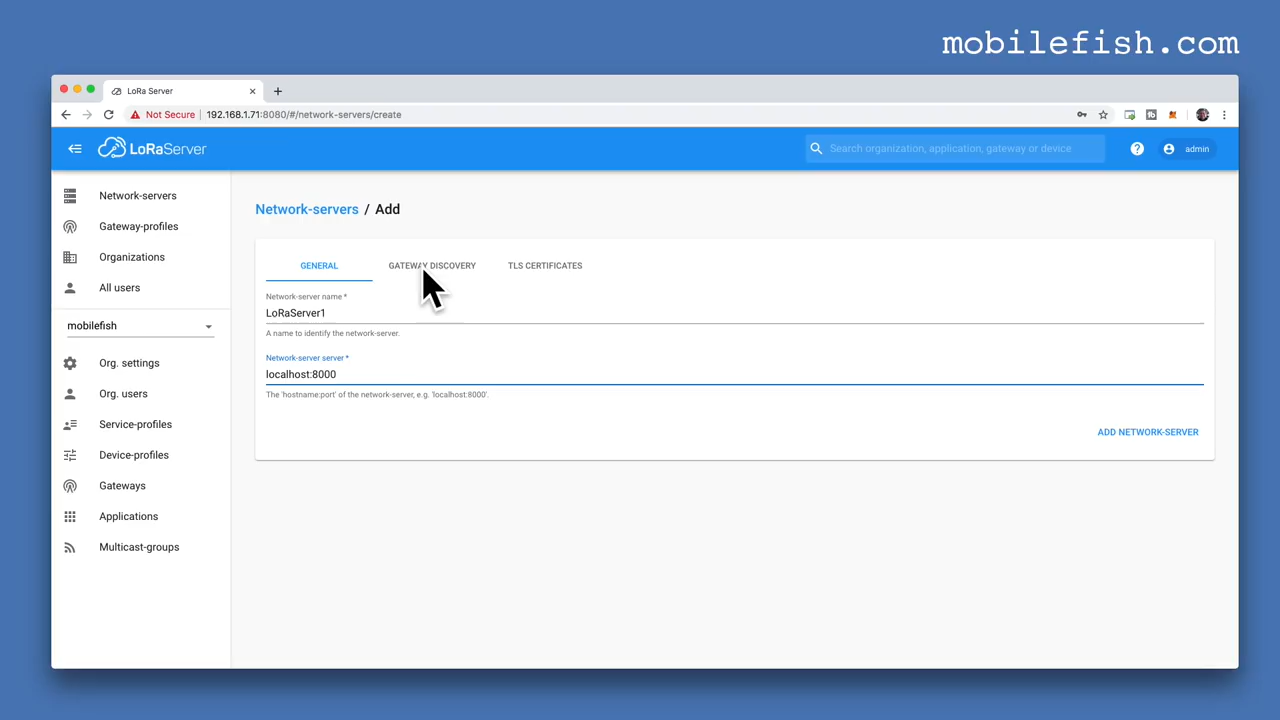 mobilefish.com
LoRa Server
Not Secure 192.168.1.71:8080/#/network-servers/create
LoRaServer
Search organization, application, gateway or device
? admin
Network-servers
Gateway-profiles
Organizations
All users
mobilefish
Org. settings
Org. users
Service-profiles
Device-profiles
Gateways
Applications
Multicast-groups
Network-servers / Add
GENERAL GATEWAY DISCOVERY TLS CERTIFICATES
Network-server name *
LoRaServer1
A name to identify the network-server.
Network-server server *
localhost:8000
The 'hostname:port' of the network-server, e.g. 'localhost:8000'.
ADD NETWORK-SERVER